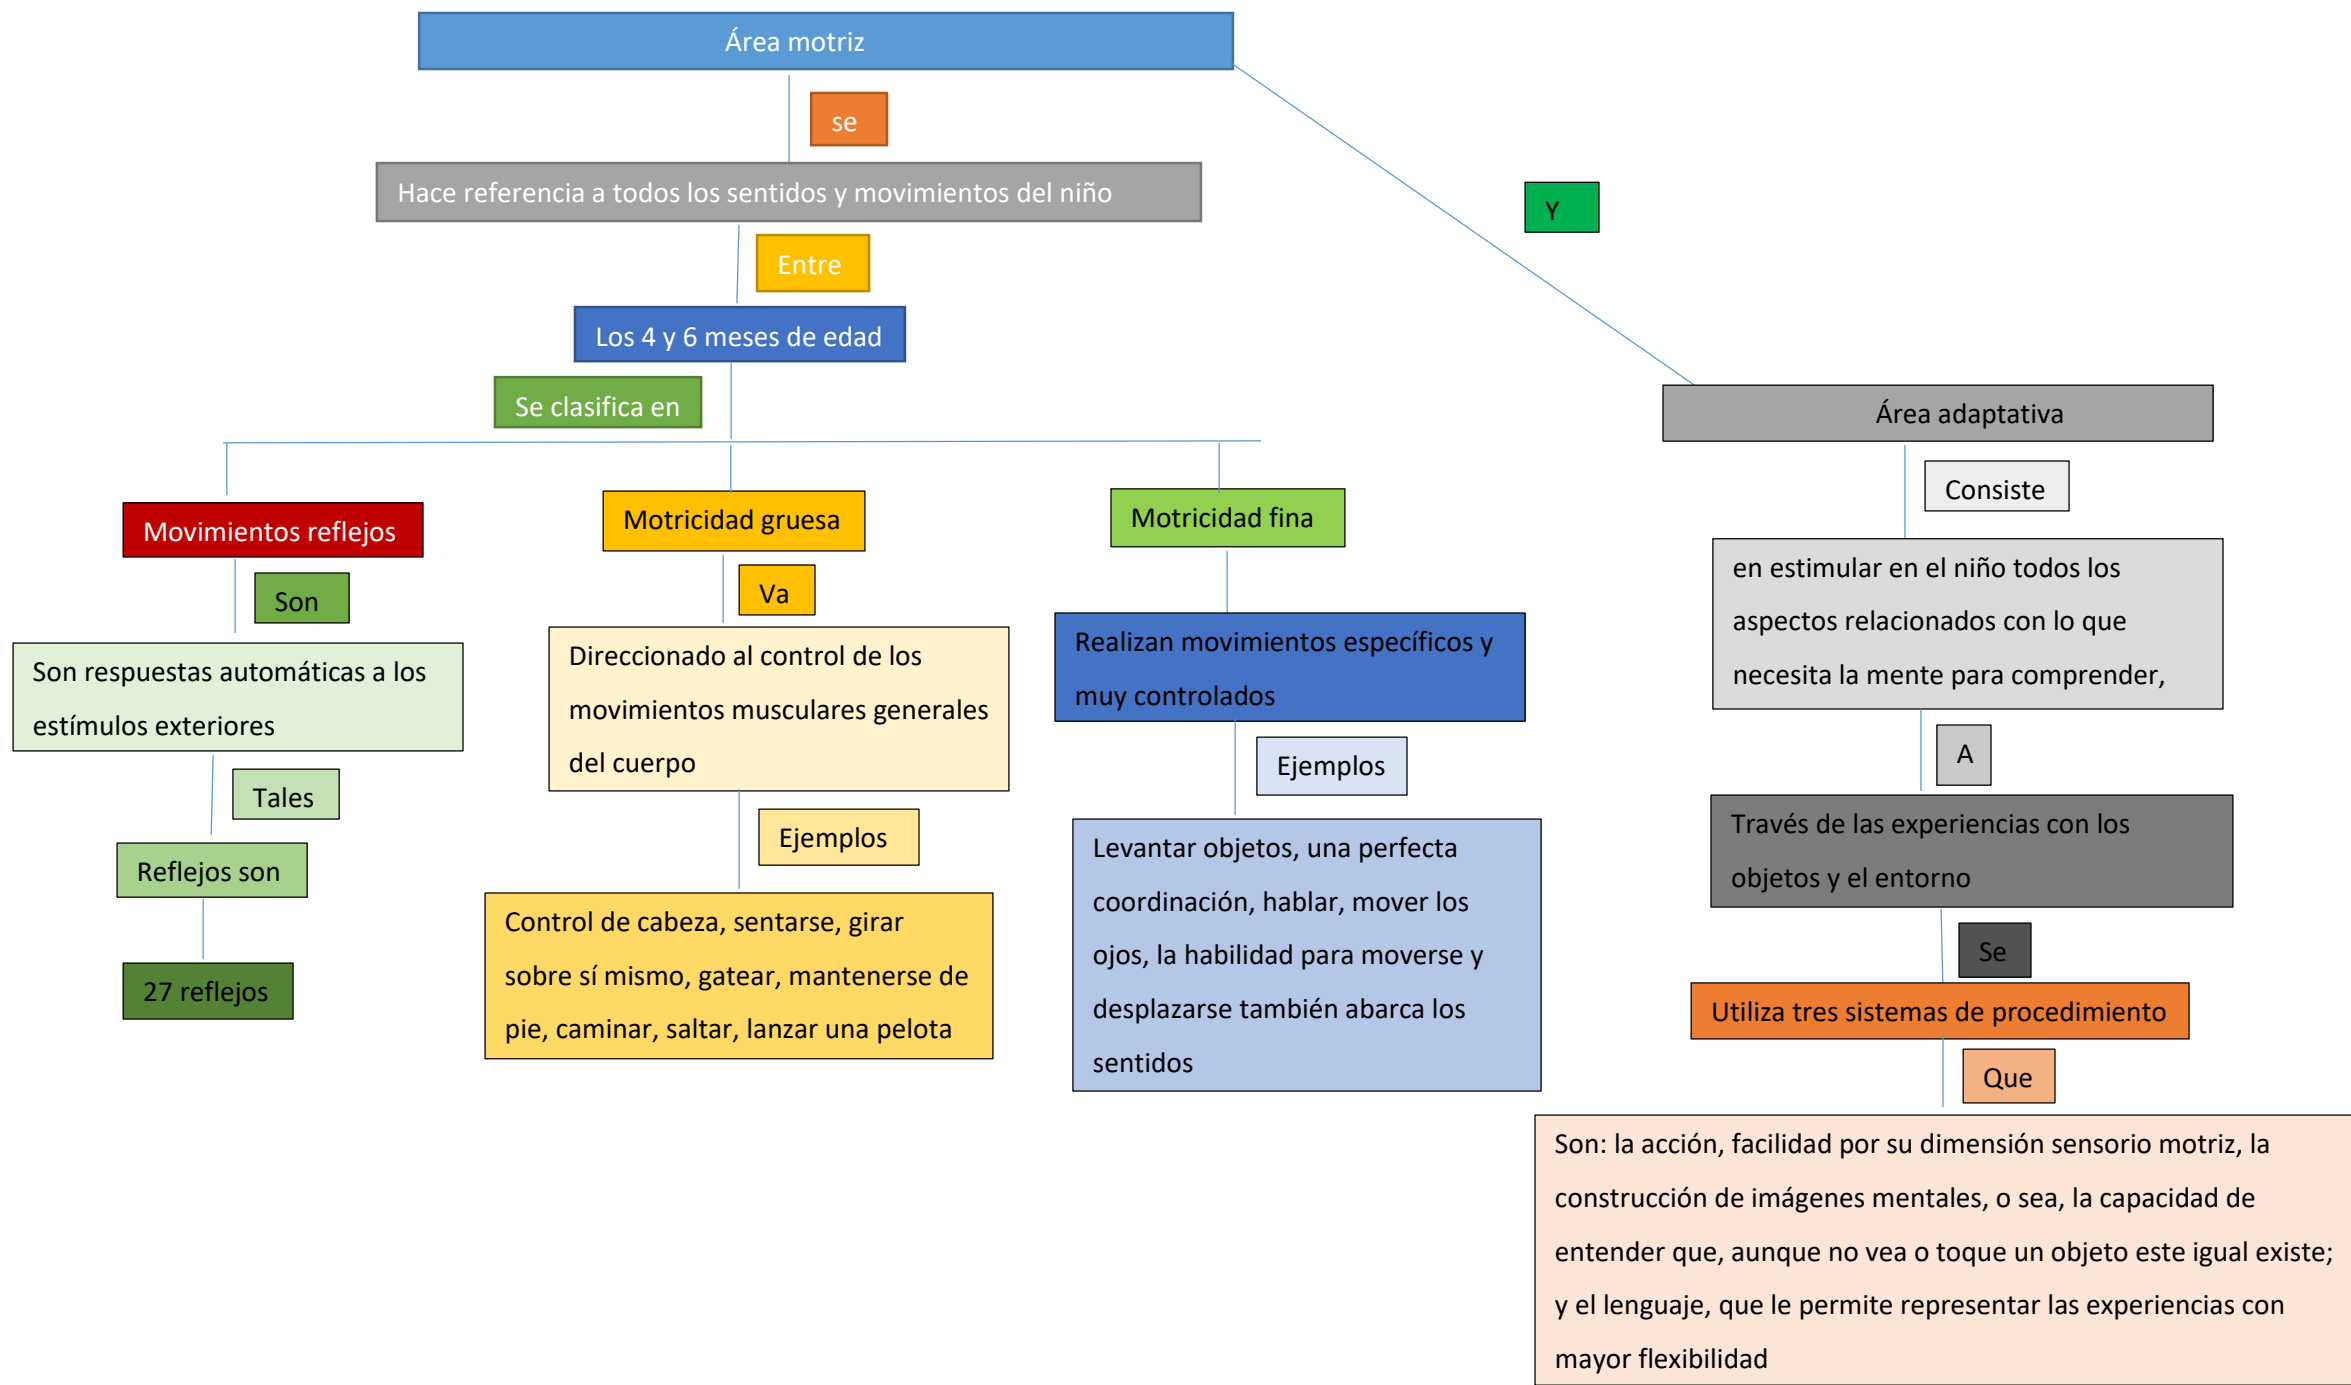 Área motriz
se
Hace referencia a todos los sentidos y movimientos del niño
Entre
Los 4 y 6 meses de edad
Se clasifica en
Movimientos reflejos
Son
Son respuestas automáticas a los
estímulos exteriores
Tales
Reflejos son
27 reflejos
Motricidad gruesa
Va
Direccionado al control de los
movimientos musculares generales
del cuerpo
Ejemplos
Control de cabeza, sentarse, girar
sobre sí mismo, gatear, mantenerse de
pie, caminar, saltar, lanzar una pelota
Motricidad fina
Realizan movimientos específicos y
muy controlados
Ejemplos
Levantar objetos, una perfecta
coordinación, hablar, mover los
ojos, la habilidad para moverse y
desplazarse también abarca los
sentidos
Y
Área adaptativa
Consiste
en estimular en el niño todos los
aspectos relacionados con lo que
necesita la mente para comprender,
A
Través de las experiencias con los
objetos y el entorno
Se
Utiliza tres sistemas de procedimiento
Que
Son: la acción, facilidad por su dimensión sensorio motriz, la
construcción de imágenes mentales, o sea, la capacidad de
entender que, aunque no vea o toque un objeto este igual existe;
y el lenguaje, que le permite representar las experiencias con
mayor flexibilidad